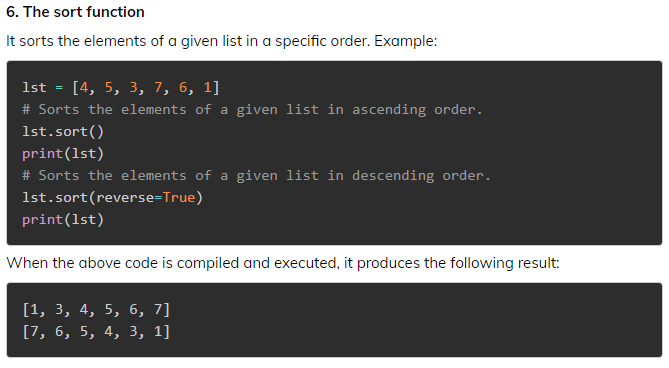 6. The sort function
It sorts the elements of a given list in a specific order. Example:
lst = [4, 5, 3, 7, 6, 1]
# Sorts the elements of a given list in ascending order.
lst.sort()
print(lst)
# Sorts the elements of a given list in descending order.
lst.sort(reverse=True)
print(lst)
When the above code is compiled and executed, it produces the following result:
[1, 3, 4, 5, 6, 7]
[7, 6, 5, 4, 3, 1]